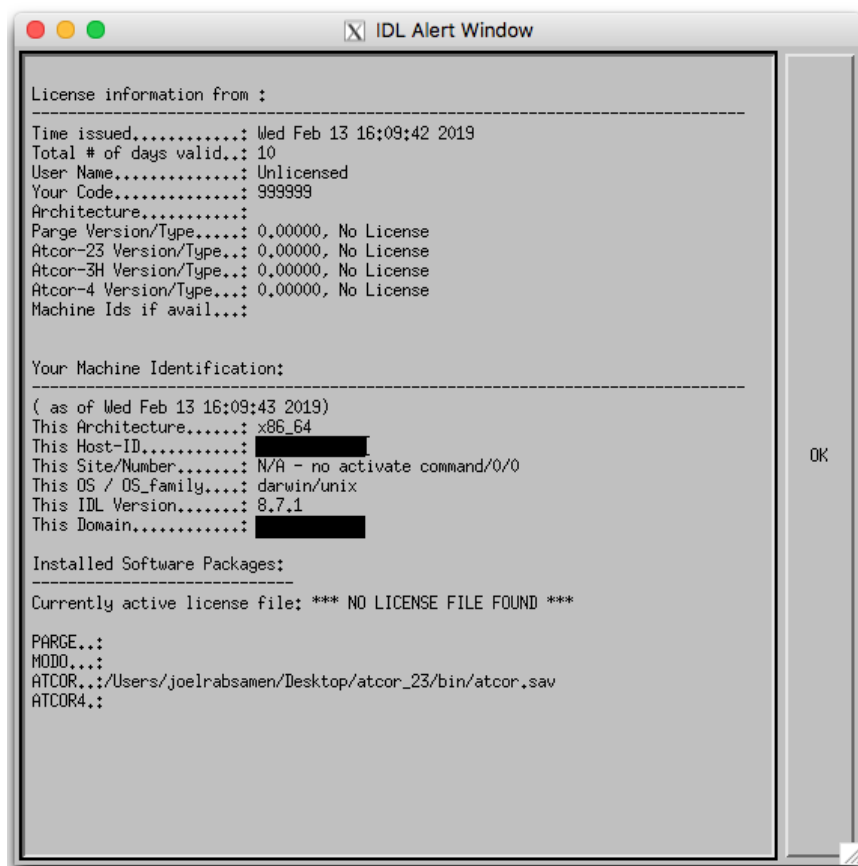 IDL Alert Window
License information from :
--------------------------------------------------------------------------------
Time issued............: Wed Feb 13 16:09:42 2019
Total # of days valid..: 10
User Name..............: Unlicensed
Your Code..............: 999999
Architecture...........:
Parge Version/Type.....: 0.00000, No License
Atcor-23 Version/Type..: 0.00000, No License
Atcor-3H Version/Type..: 0.00000, No License
Atcor-4 Version/Type...: 0.00000, No License
Machine Ids if avail...:
Your Machine Identification:
--------------------------------------------------------------------------------
( as of Wed Feb 13 16:09:43 2019)
This Architecture......: x86_64
This Host-ID...........:
This Site/Number.......: N/A - no activate command/0/0
This OS / OS_family....: darwin/unix
This IDL Version.......: 8.7.1
This Domain............:
Installed Software Packages:
-----------------------------
Currently active license file: *** NO LICENSE FILE FOUND ***
PARGE..:
MODO...:
ATCOR..:/Users/joelrabsamen/Desktop/atcor_23/bin/atcor.sav
ATCOR4.:
OK